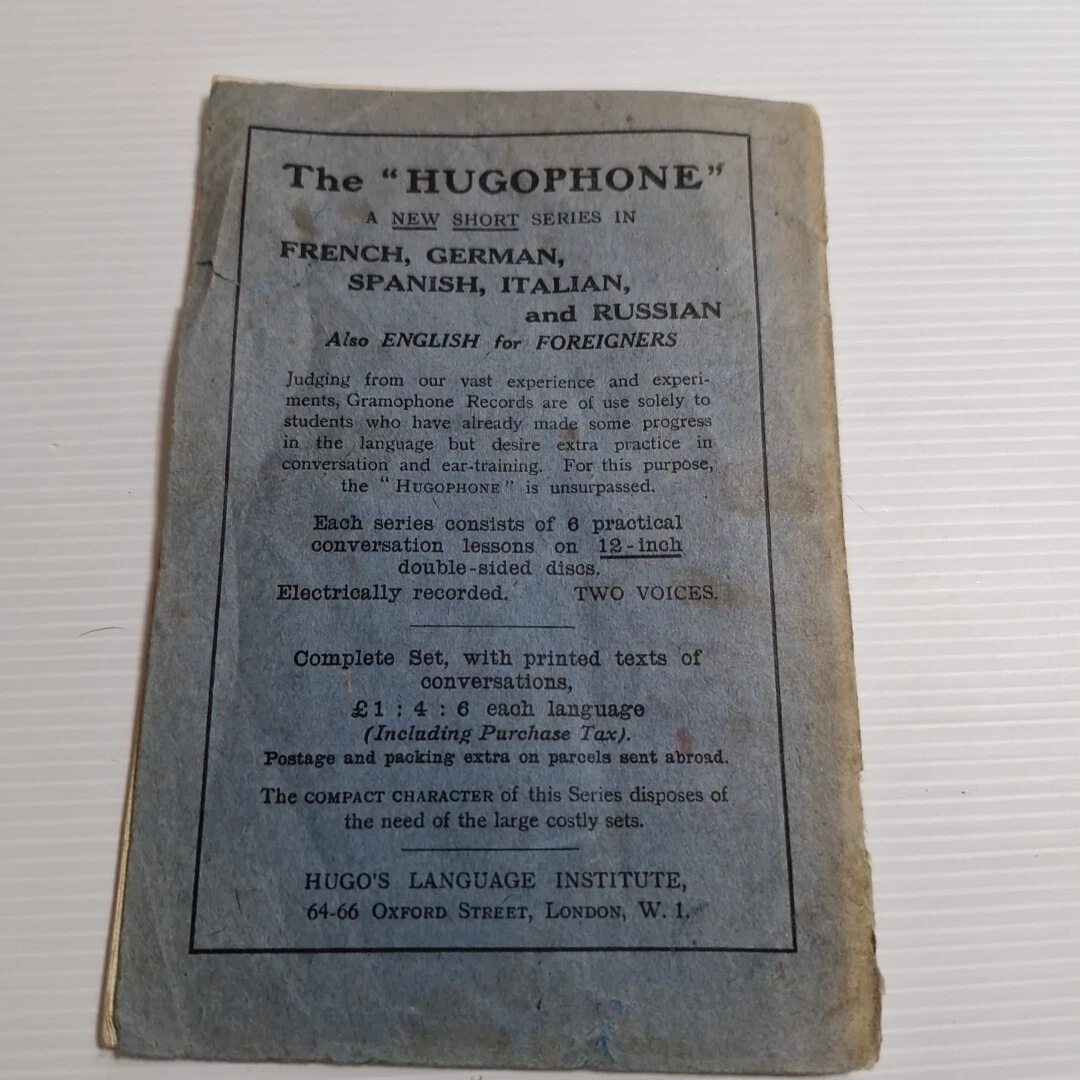 The "HUGOPHONE"
A NEW SHORT SERIES IN
FRENCH, GERMAN,
SPANISH, ITALIAN,
and RUSSIAN
Also ENGLISH for FOREIGNERS
Judging from our vast experience and experi-
ments, Gramophone Records are of use solely to
students who have already made some progress
in the language but desire extra practice in
conversation and ear-training. For this purpose,
the "HUGOPHONE" is unsurpassed.
Each series consists of 6 practical
conversation lessons on 12-inch
double-sided discs.
Electrically recorded. TWO VOICES.
Complete Set, with printed texts of
conversations,
£1 : 4 : 6 each language
(Including Purchase Tax).
Postage and packing extra on parcels sent abroad.
The COMPACT CHARACTER of this Series disposes of
the need of the large costly sets.
HUGO'S LANGUAGE INSTITUTE,
64-66 OXFORD STREET, LONDON, W. 1.